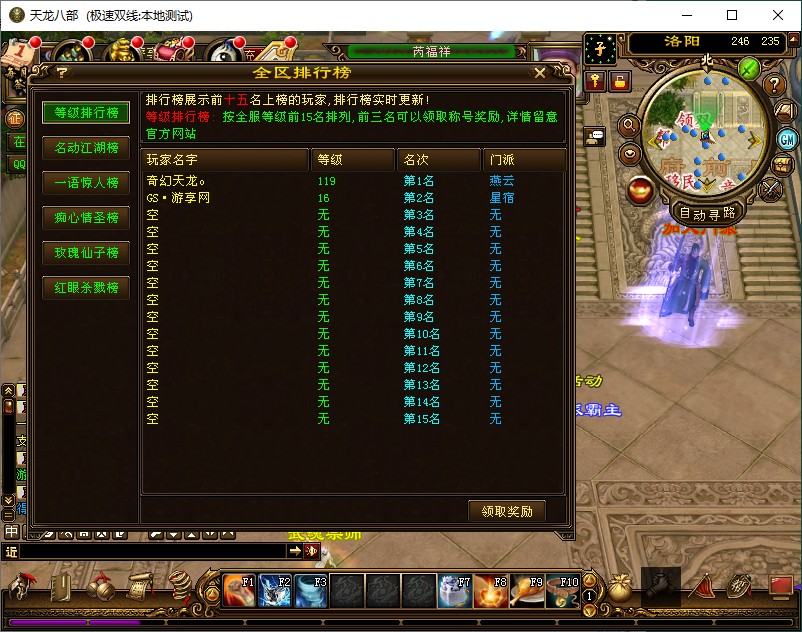 天龙八部 (极速双线:本地测试)
芮福祥
洛阳 246 235
北
GM
自动寻路
? 全区排行榜
等级排行榜
名动江湖榜
一语惊人榜
痴心情圣榜
玫瑰仙子榜
红眼杀戮榜
排行榜展示前十五名上榜的玩家,排行榜实时更新!
等级排行榜: 按全服等级前15名排列,前三名可以领取称号奖励,详情留意
官方网站
玩家名字 等级 名次 门派
奇幻天龙。 119 第1名 燕云
GS·游享网 16 第2名 星宿
空 无 第3名 无
空 无 第4名 无
空 无 第5名 无
空 无 第6名 无
空 无 第7名 无
空 无 第8名 无
空 无 第9名 无
空 无 第10名 无
空 无 第11名 无
空 无 第12名 无
空 无 第13名 无
空 无 第14名 无
空 无 第15名 无
领取奖励
活动
霸主
近
F1 F2 F3 F7 F8 F9 F10
1